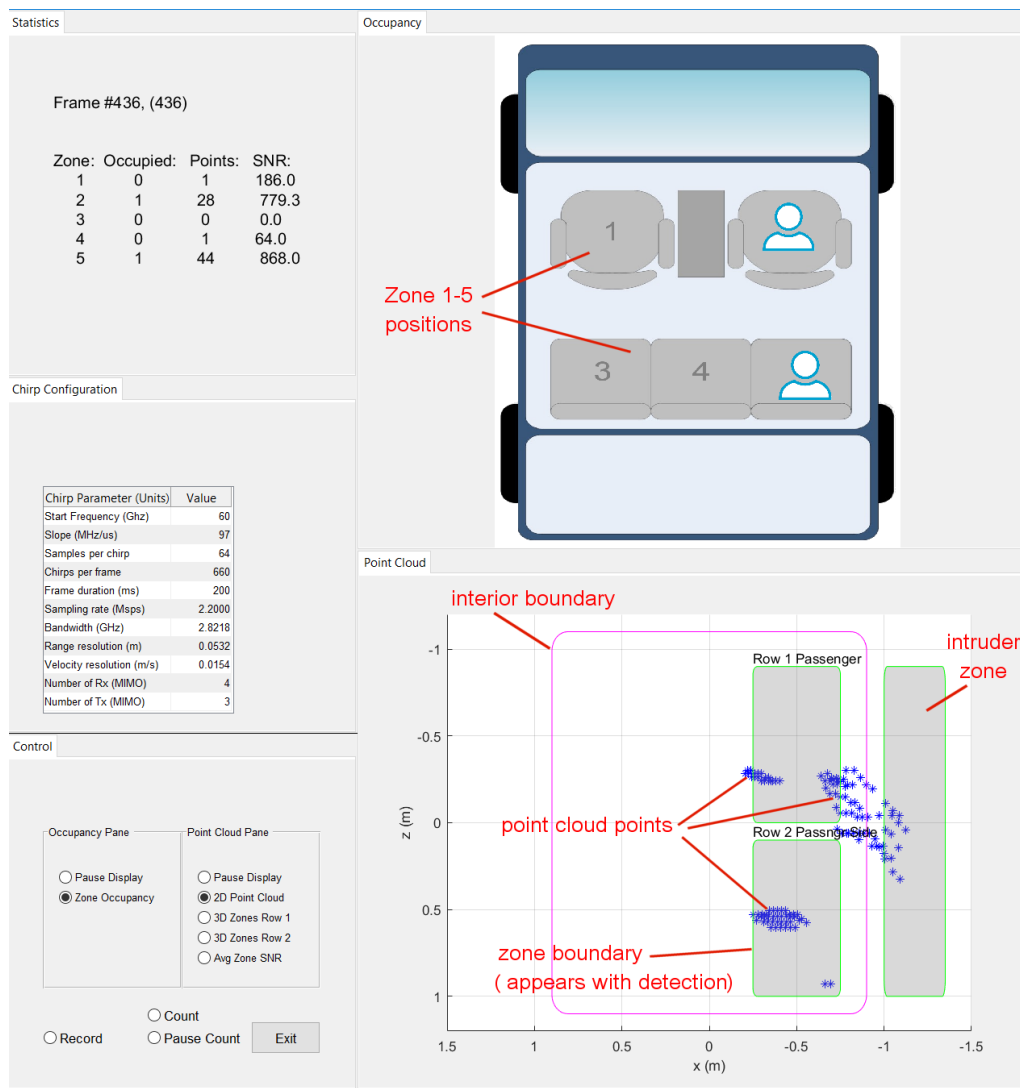 Statistics
Frame #436, (436)
Zone: Occupied: Points: SNR:
1 0 1 186.0
2 1 28 779.3
3 0 0 0.0
4 0 1 64.0
5 1 44 868.0
Occupancy
1
Zone 1-5
positions
3 4
Chirp Configuration
Chirp Parameter (Units) Value
Start Frequency (Ghz) 60
Slope (MHz/us) 97
Samples per chirp 64
Chirps per frame 660
Frame duration (ms) 200
Sampling rate (Msps) 2.2000
Bandwidth (GHz) 2.8218
Range resolution (m) 0.0532
Velocity resolution (m/s) 0.0154
Number of Rx (MIMO) 4
Number of Tx (MIMO) 3
Control
Occupancy Pane
Pause Display
Zone Occupancy
Point Cloud Pane
Pause Display
2D Point Cloud
3D Zones Row 1
3D Zones Row 2
Avg Zone SNR
Count
Record
Pause Count
Exit
Point Cloud
interior boundary
intruder
zone
Row 1 Passenger
point cloud points
Row 2 Passngr Side
zone boundary
( appears with detection)
z (m)
-1
-0.5
0
0.5
1
1.5 1 0.5 0 -0.5 -1 -1.5
x (m)